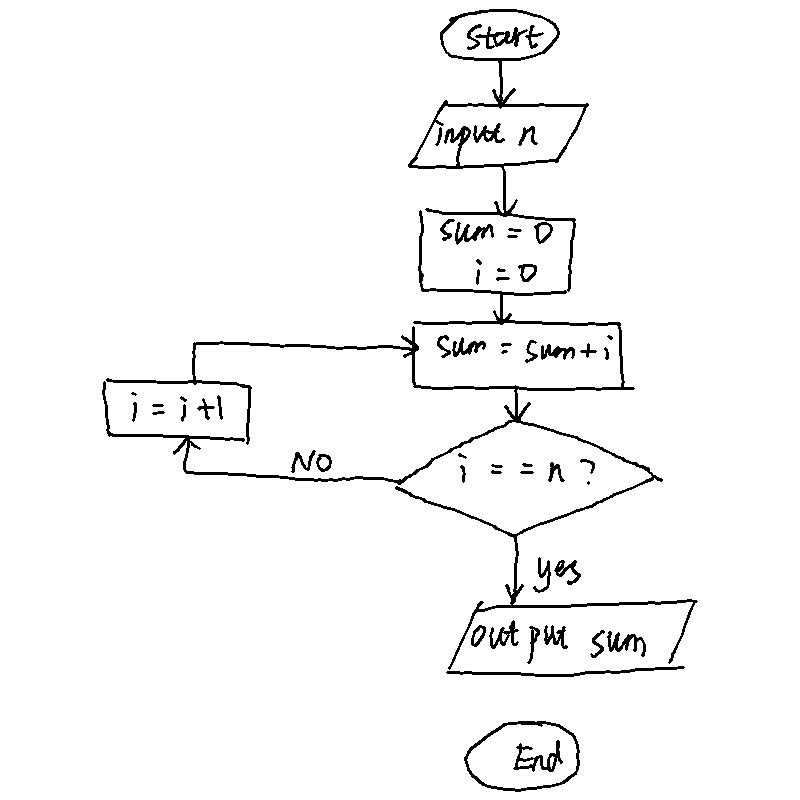 Start
input n
sum = 0
i = 0
sum = sum + i
i = i + 1
NO
i = = n ?
yes
output sum
End